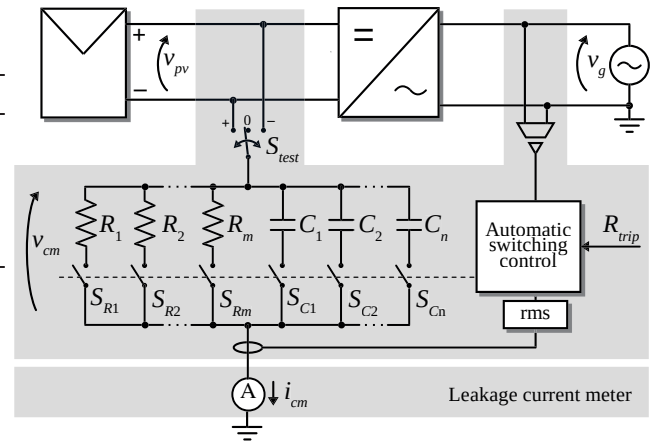 +
−
v_pv
=
~
v_g
~
+ 0 −
S_test
R_1 R_2 R_m C_1 C_2 C_n
v_cm
Automatic
switching
control
R_trip
S_R1 S_R2 S_Rm S_C1 S_C2 S_Cn
rms
A
i_cm
Leakage current meter